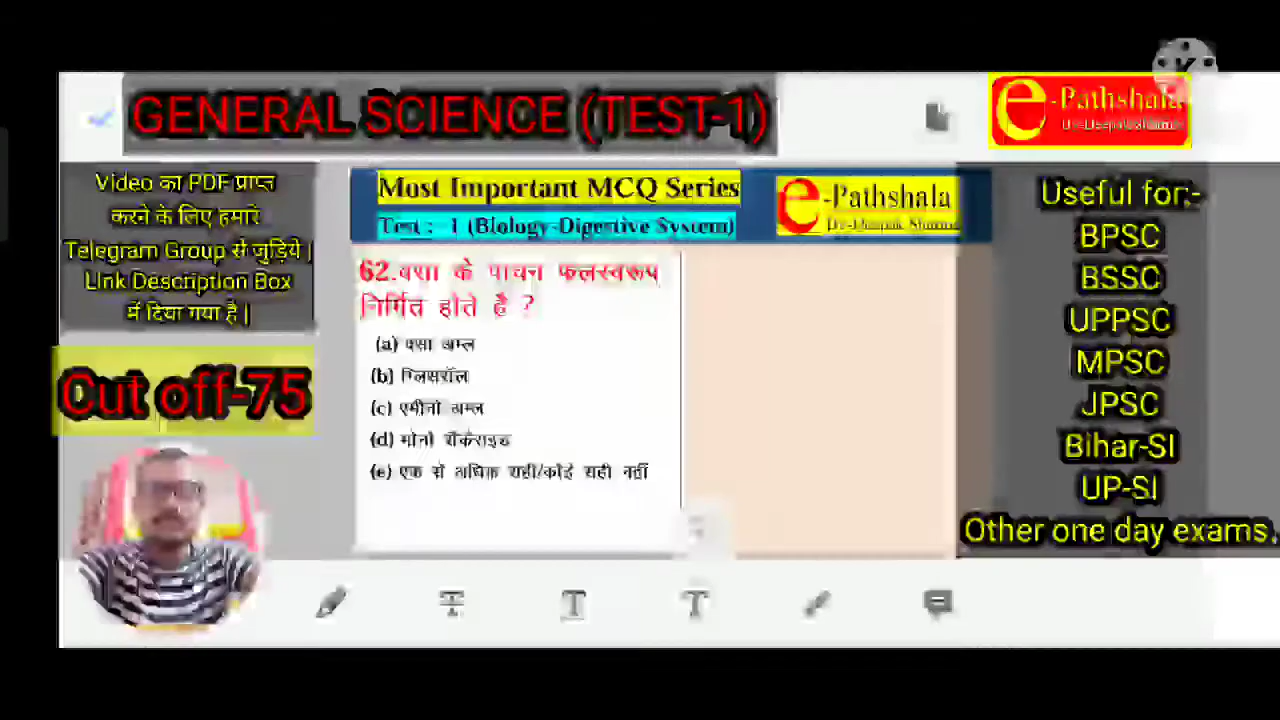 GENERAL SCIENCE (TEST-1)
e-Pathshala
Video का PDF प्राप्त
करने के लिए हमारे
Telegram Group से जुड़िये |
Link Description Box
में दिया गया है |
Cut off-75
Most Important MCQ Series
Test : 1 (Biology-Digestive System)
e-Pathshala
By-Deepak Sharma
62.वसा के पाचन फलस्वरूप
निर्मित होते है ?
(a) वसा अम्ल
(b) ग्लिसरॉल
(c) एमीनो अम्ल
(d) मोनो सैकेराइड
(e) एक से अधिक सही/कोई सही नहीं
Useful for:-
BPSC
BSSC
UPPSC
MPSC
JPSC
Bihar-SI
UP-SI
Other one day exams.